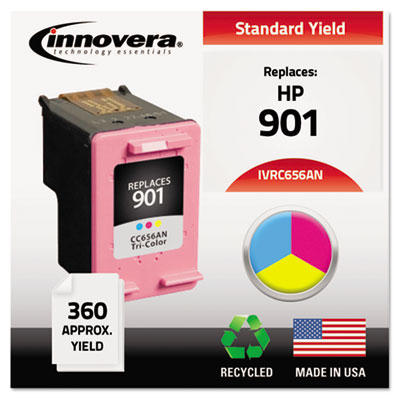 innovera®
technology essentials
Standard Yield
Replaces:
HP
901
IVRC656AN
REPLACES
901
CC656AN
Tri-Color
360
APPROX.
YIELD
RECYCLED
MADE IN USA